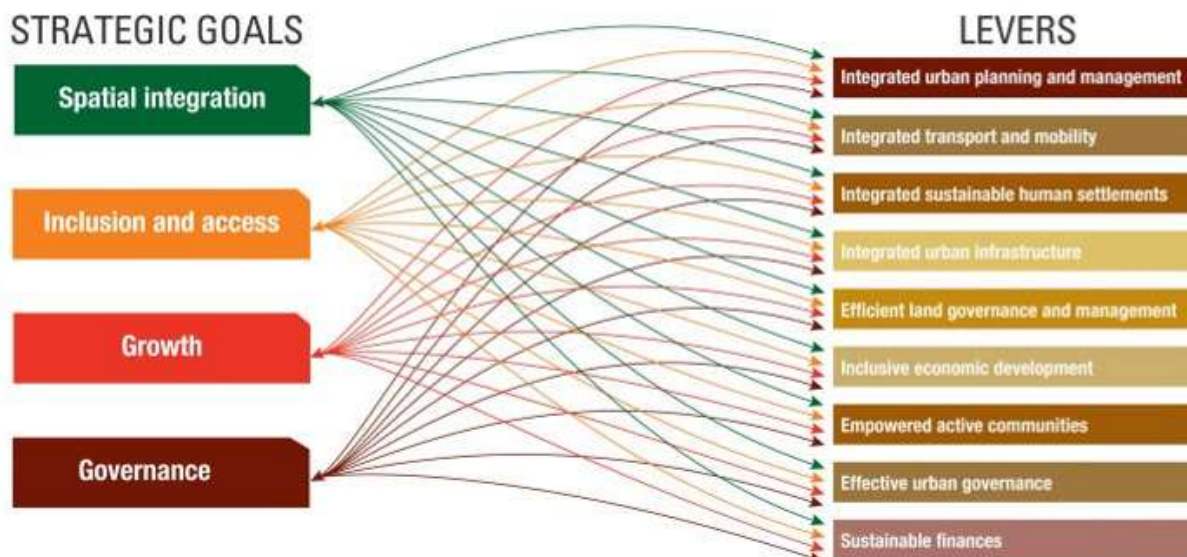 STRATEGIC GOALS
Spatial integration
Inclusion and access
Growth
Governance
LEVERS
Integrated urban planning and management
Integrated transport and mobility
Integrated sustainable human settlements
Integrated urban infrastructure
Efficient land governance and management
Inclusive economic development
Empowered active communities
Effective urban governance
Sustainable finances